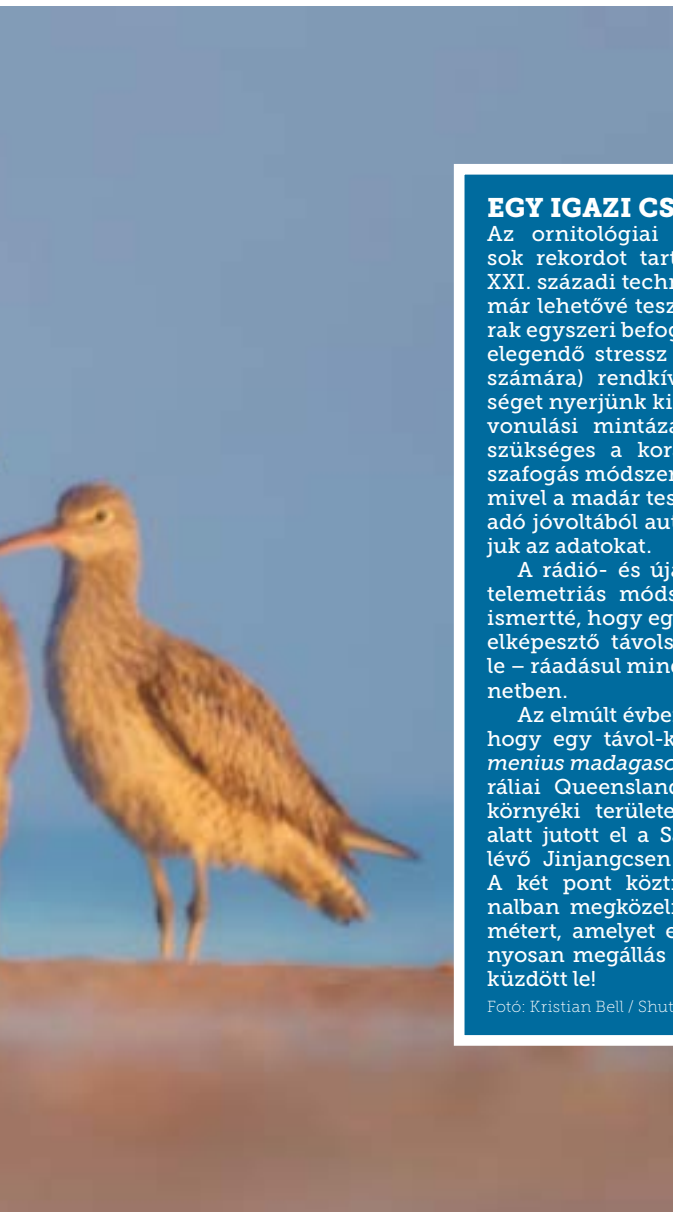 EGY IGAZI CS
Az ornitológiai
sok rekordot tart
XXI. századi techn
már lehetővé tesz
rak egyszeri befog
elegendő stressz
számára) rendkív
séget nyerjünk ki
vonulási mintáza
szükséges a kor
szafogás módszer
mivel a madár tes
adó jóvoltából aut
juk az adatokat.
A rádió- és úja
telemetriás móds
ismertté, hogy eg
elképesztő távols
le – ráadásul mind
netben.
Az elmúlt évbe
hogy egy távol-k
menius madagasc
ráliai Queensland
környéki területe
alatt jutott el a S
lévő Jinjangcsen
A két pont közt
nalban megközelí
métert, amelyet e
nyosan megállás
küzdött le!
Fotó: Kristian Bell / Shut